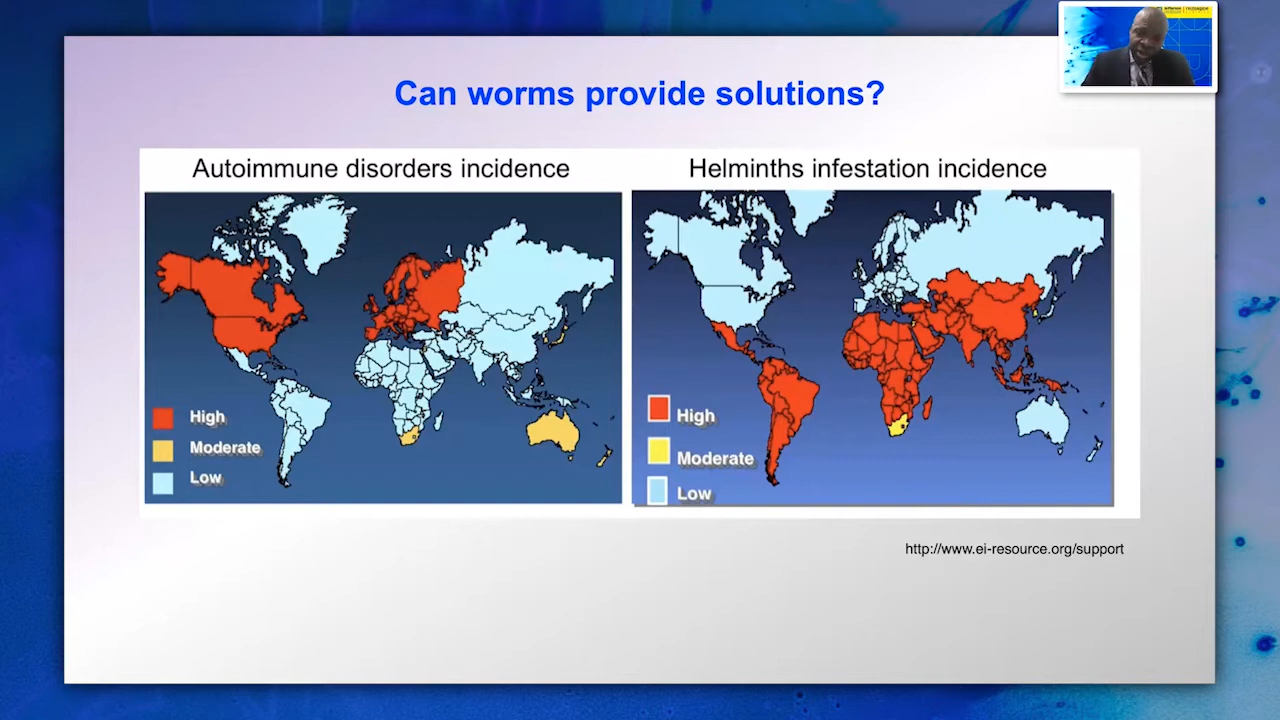 Can worms provide solutions?
Autoimmune disorders incidence
High
Moderate
Low
Helminths infestation incidence
High
Moderate
Low
http://www.ei-resource.org/support